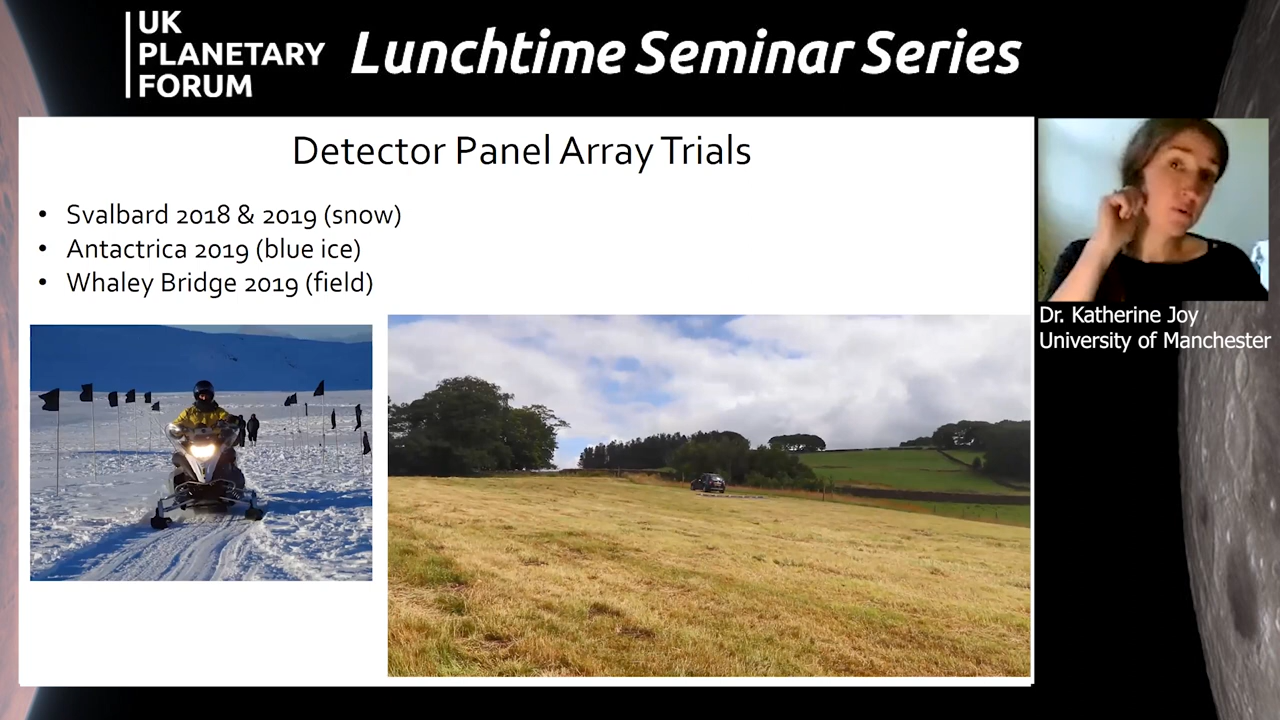 UK
PLANETARY
FORUM
Lunchtime Seminar Series
Detector Panel Array Trials
• Svalbard 2018 & 2019 (snow)
• Antactrica 2019 (blue ice)
• Whaley Bridge 2019 (field)
Dr. Katherine Joy
University of Manchester